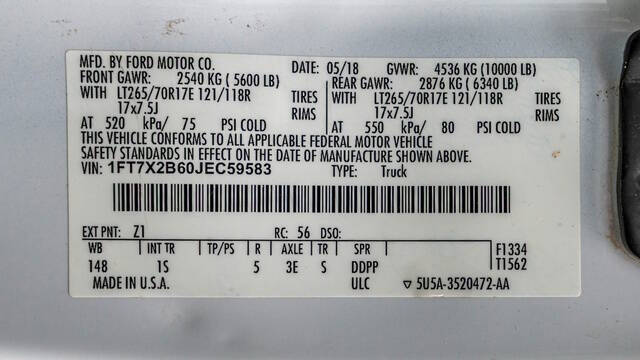 MFD. BY FORD MOTOR CO.
DATE: 05/18 GVWR: 4536 KG (10000 LB)
FRONT GAWR: 2540 KG (5600 LB) REAR GAWR: 2876 KG (6340 LB)
WITH LT265/70R17E 121/118R TIRES WITH LT265/70R17E 121/118R TIRES
17x7.5J RIMS 17x7.5J RIMS
AT 520 kPa/ 75 PSI COLD AT 550 kPa/ 80 PSI COLD
THIS VEHICLE CONFORMS TO ALL APPLICABLE FEDERAL MOTOR VEHICLE
SAFETY STANDARDS IN EFFECT ON THE DATE OF MANUFACTURE SHOWN ABOVE.
VIN: 1FT7X2B60JEC59583 TYPE: Truck
EXT PNT: Z1 RC: 56 DSO:
WB INT TR TP/PS R AXLE TR SPR F1334
148 1S 5 3E S DDPP T1562
MADE IN U.S.A. ULC ▽ 5U5A-3520472-AA